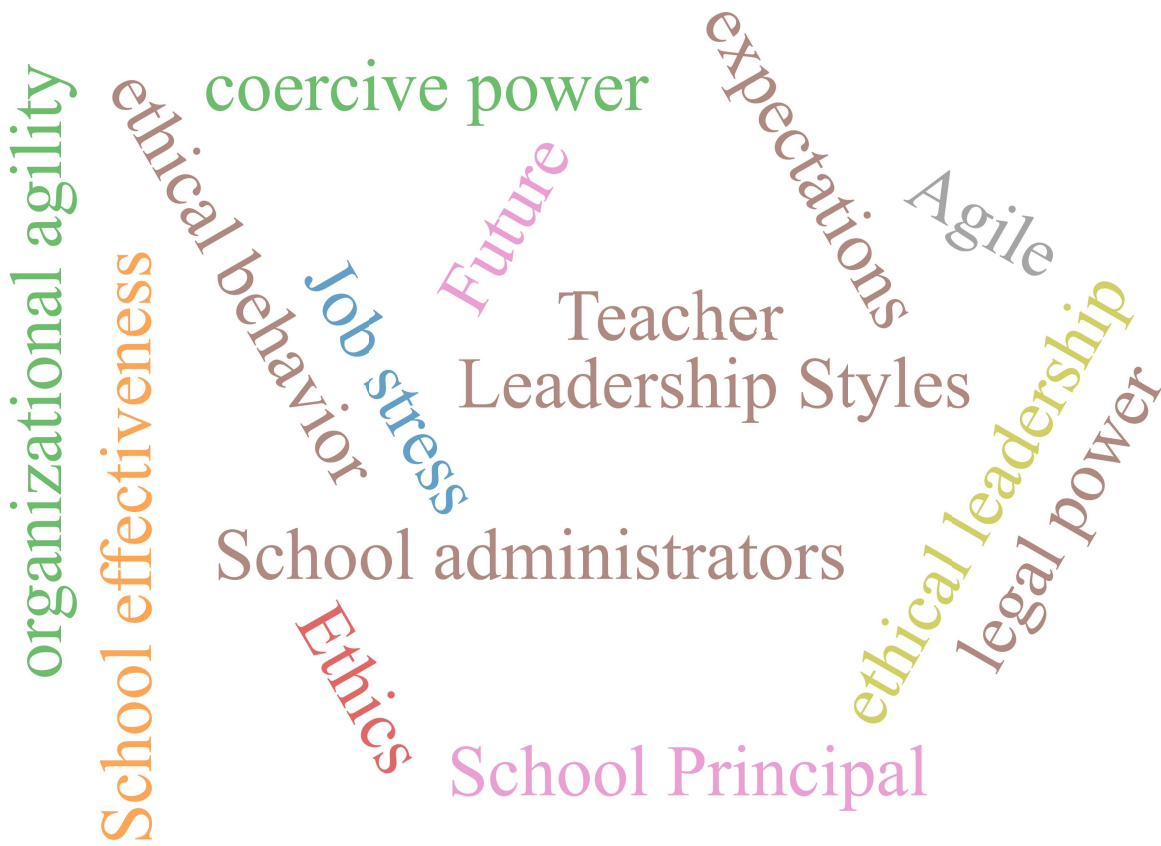 coercive power
expectations
organizational agility
ethical behavior
Future
Agile
School effectiveness
Job stress
Teacher
Leadership Styles
ethical leadership
legal power
School administrators
Ethics
School Principal